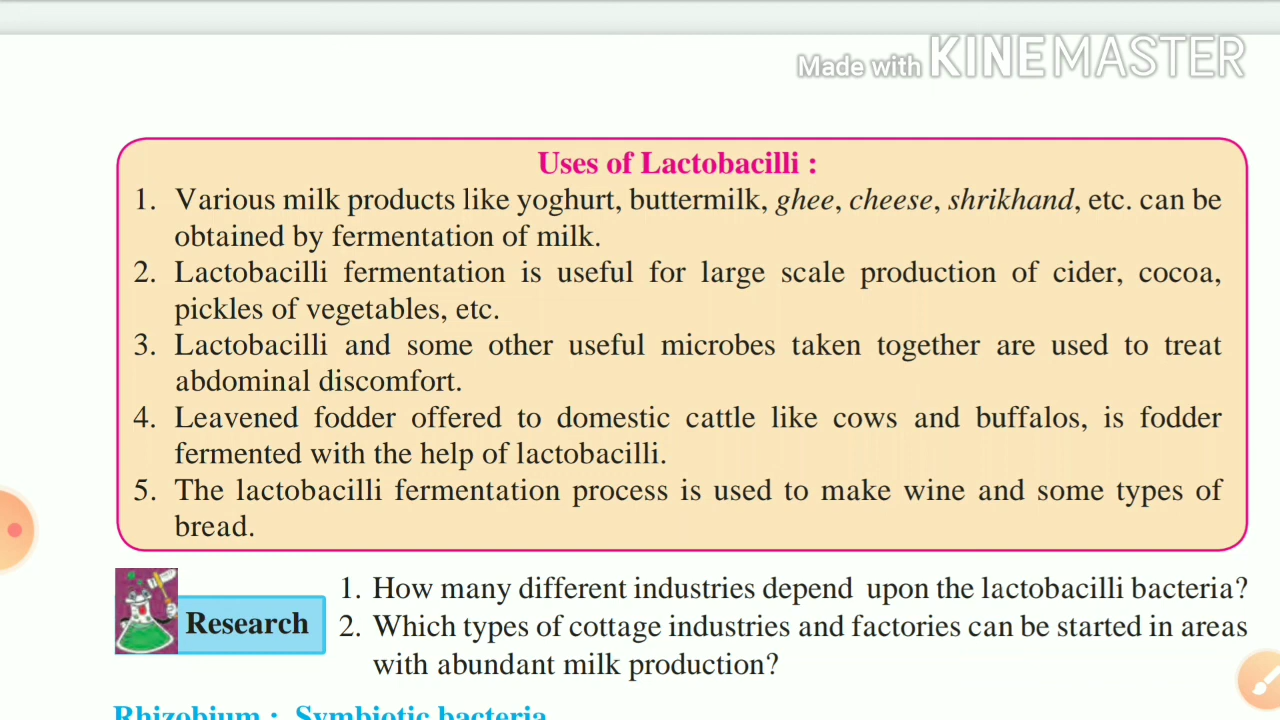 Made with KINEMASTER
Uses of Lactobacilli :
1. Various milk products like yoghurt, buttermilk, ghee, cheese, shrikhand, etc. can be
obtained by fermentation of milk.
2. Lactobacilli fermentation is useful for large scale production of cider, cocoa,
pickles of vegetables, etc.
3. Lactobacilli and some other useful microbes taken together are used to treat
abdominal discomfort.
4. Leavened fodder offered to domestic cattle like cows and buffalos, is fodder
fermented with the help of lactobacilli.
5. The lactobacilli fermentation process is used to make wine and some types of
bread.
Research
1. How many different industries depend upon the lactobacilli bacteria?
2. Which types of cottage industries and factories can be started in areas
with abundant milk production?
Rhizobium : Symbiotic bacteria